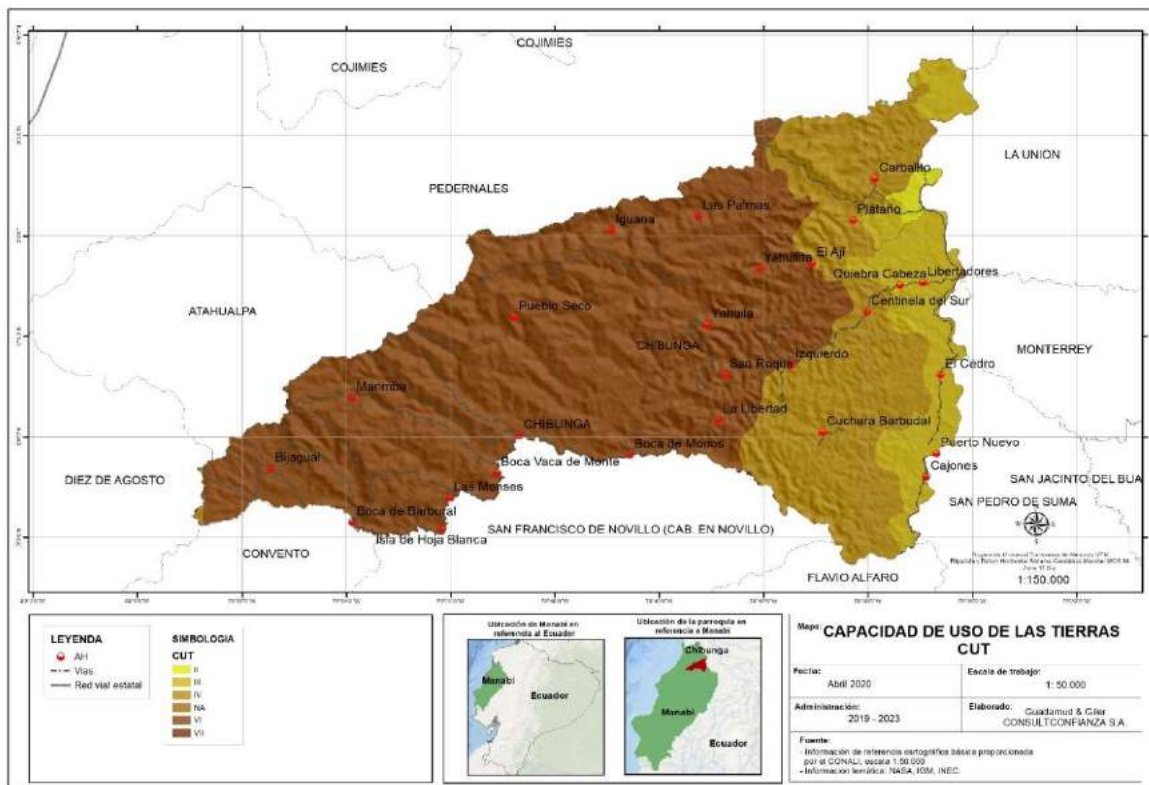 COJIMIES
COJIMIES
LA UNION
PEDERNALES
Carballito
Las Palmas
Plátano
Iguana
Yahuilita
El Ají
Quiebra Cabeza
Libertadores
Centinela del Sur
ATAHUALPA
Pueblo Seco
Yahuila
CHIBUNGA
MONTERREY
Izquierdo
San Roque
El Cedro
Marimba
La Libertad
Cuchara Barbudal
CHIBUNGA
Boca de Monos
Puerto Nuevo
Bijagual
Boca Vaca de Monte
Cajones
DIEZ DE AGOSTO
SAN JACINTO DEL BUA
Las Monses
SAN PEDRO DE SUMA
Boca de Barbural
SAN FRANCISCO DE NOVILLO (CAB. EN NOVILLO)
Isla de Hoja Blanca
CONVENTO
FLAVIO ALFARO
1:150.000
LEYENDA
AH
Vias
Red vial estatal
SIMBOLOGIA
CUT
II
III
IV
NA
VI
VII
Ubicación de Manabí en
referencia al Ecuador
Manabí
Ecuador
Ubicación de la parroquia en
referencia a Manabí
Chibunga
Manabí
Ecuador
Mapa: CAPACIDAD DE USO DE LAS TIERRAS
CUT
Fecha:
Abril 2020
Escala de trabajo:
1: 50.000
Administración:
2019 - 2023
Elaborado: Guadamud & Giler
CONSULTCONFIANZA S.A.
Fuente:
- Información de referencia cartográfica básica proporcionada
por el CONALI, escala 1:50.000
- Información temática: NASA, IGM, INEC.